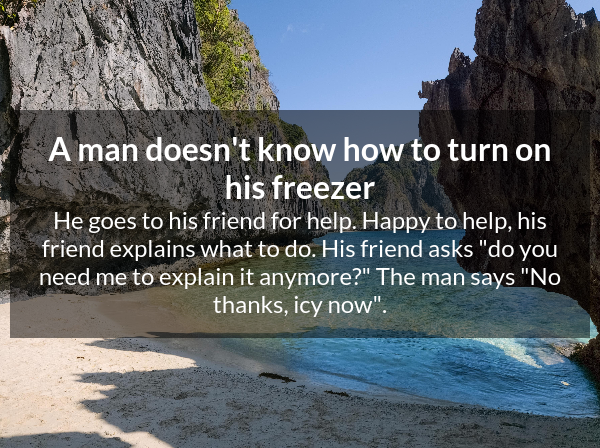 A man doesn't know how to turn on
his freezer
He goes to his friend for help. Happy to help, his
friend explains what to do. His friend asks "do you
need me to explain it anymore?" The man says "No
thanks, icy now".